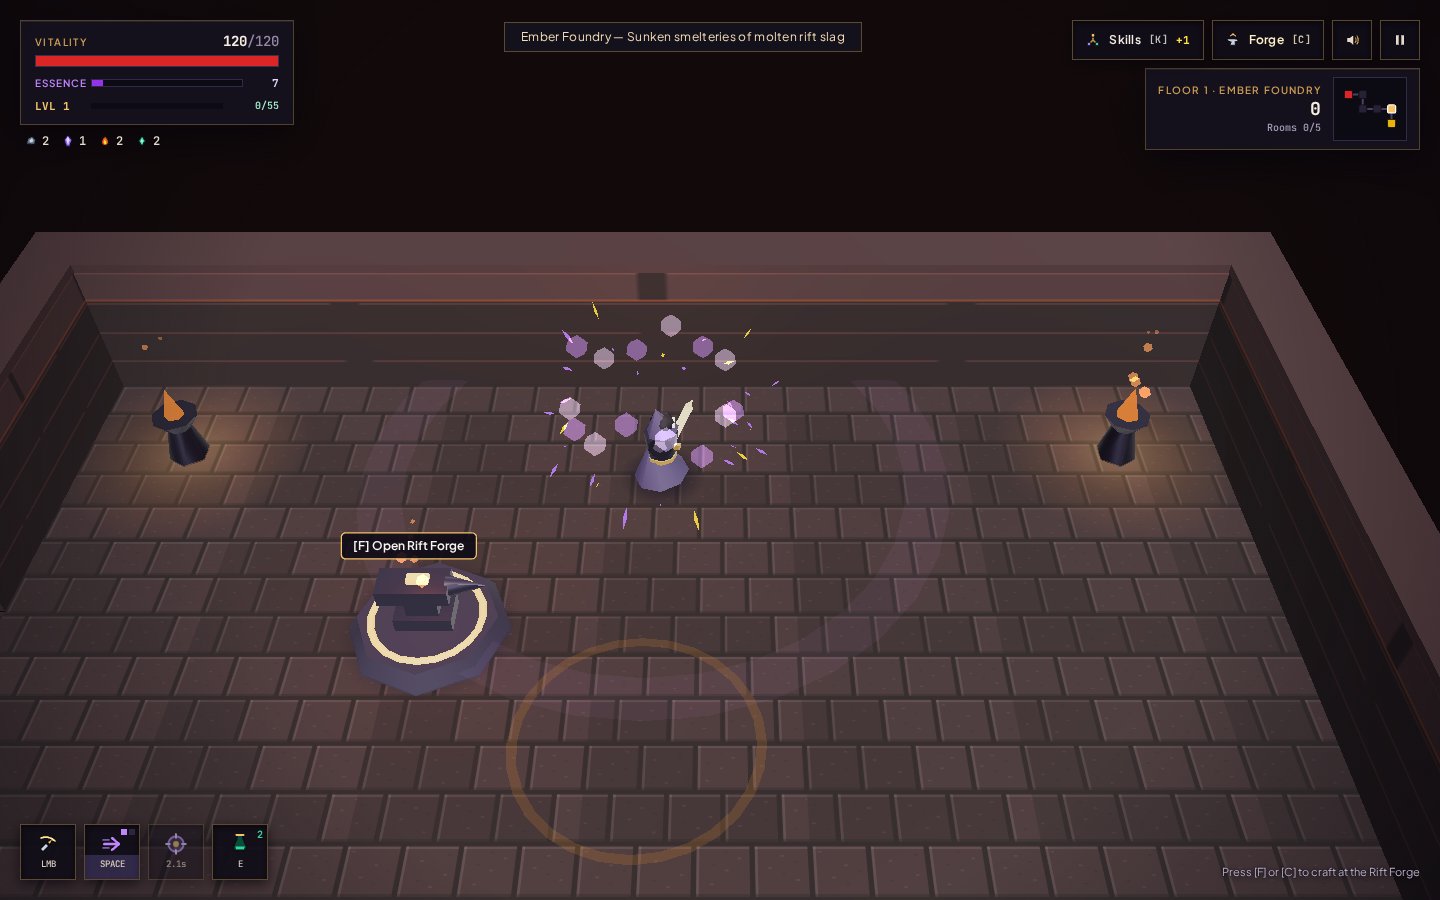 VITALITY 120/120
ESSENCE 7
LVL 1 0/55
2 1 2 2
Ember Foundry — Sunken smelteries of molten rift slag
Skills [K] +1
Forge [C]
FLOOR 1 · EMBER FOUNDRY
0
Rooms 0/5
[F] Open Rift Forge
LMB
SPACE
2.1s
2
E
Press [F] or [C] to craft at the Rift Forge